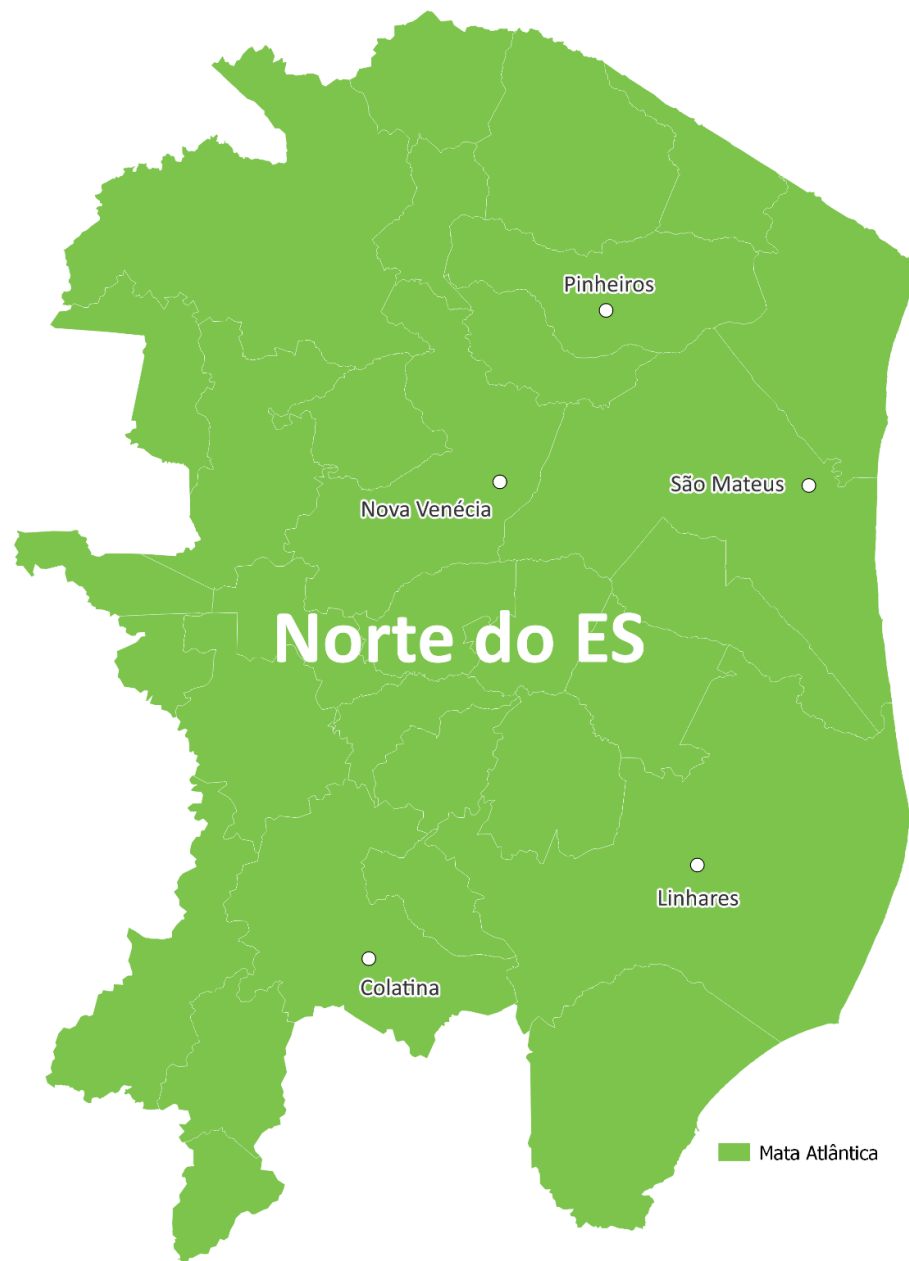 Pinheiros
São Mateus
Nova Venécia
Norte do ES
Linhares
Colatina
Mata Atlântica